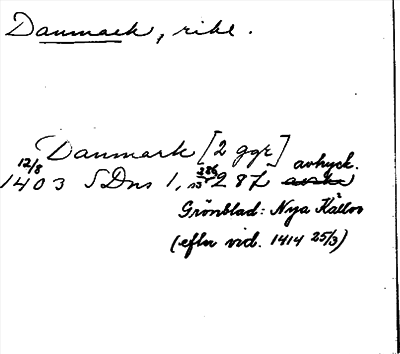 Danmark, rike.
Danmark [2 ggr]
12/8
1403 SDns 1, s 287 avtryck.
Grönblad: Nya Källor
(efter vid. 1414 25/3)